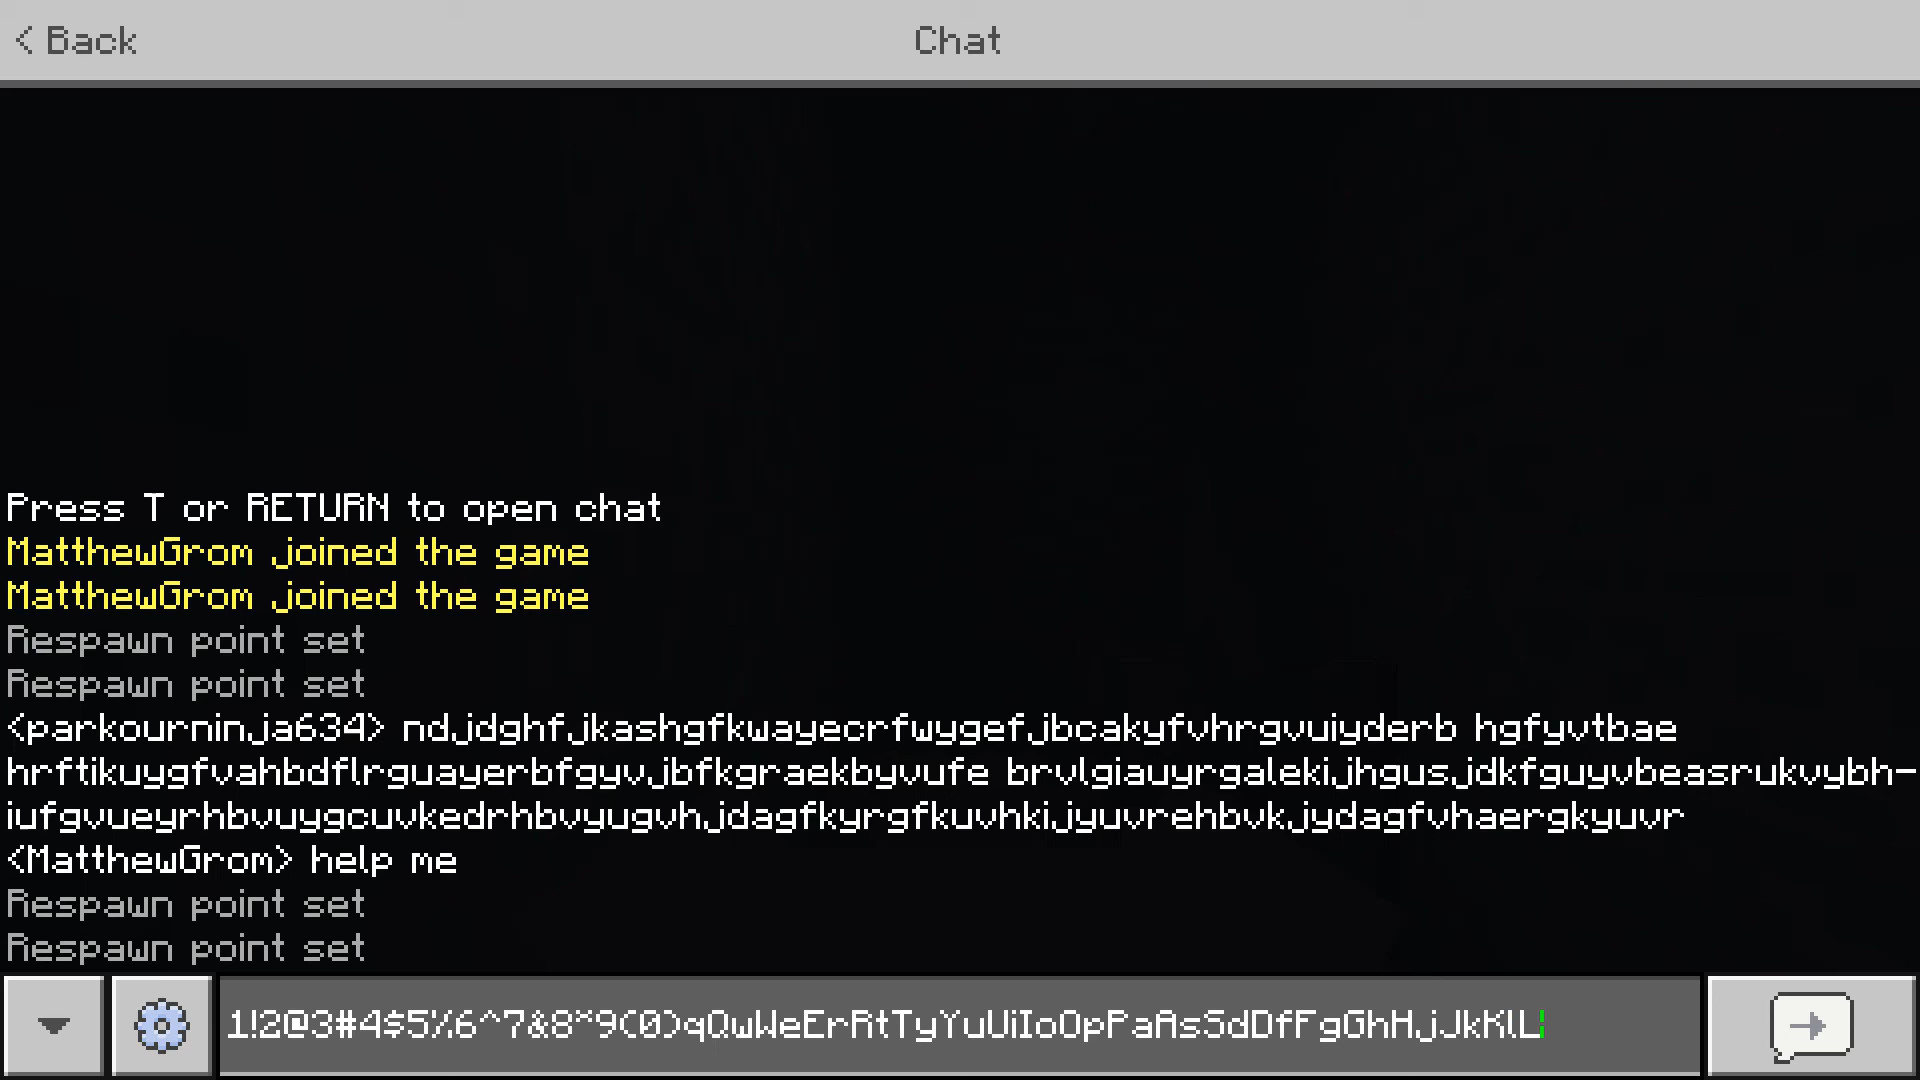 < Back
Chat
Press T or RETURN to open chat
MatthewGrom joined the game
MatthewGrom joined the game
Respawn point set
Respawn point set
<parkourninja634> ndjdghfjkashgfkwayecrfwygefjbcakyfvhrgvuiyderb hgfyvtbae
hrftikuygfvahbdflrguayerbfgyvjbfkgraekbyvufe brvlgiauyrgalekijhgusjdkfguyvbeasrukvybh-
iufgvueyrhbvuygcuvkedrhbvyugvhjdagfkyrgfkuvhkijyuvrehbvkjydagfvhaergkyuvr
<MatthewGrom> help me
Respawn point set
Respawn point set
1!2@3#4$5%6^7&8*9(0)qQwWeErRtTyYuUiIoOpPaAsSdDfFgGhHjJkKlL